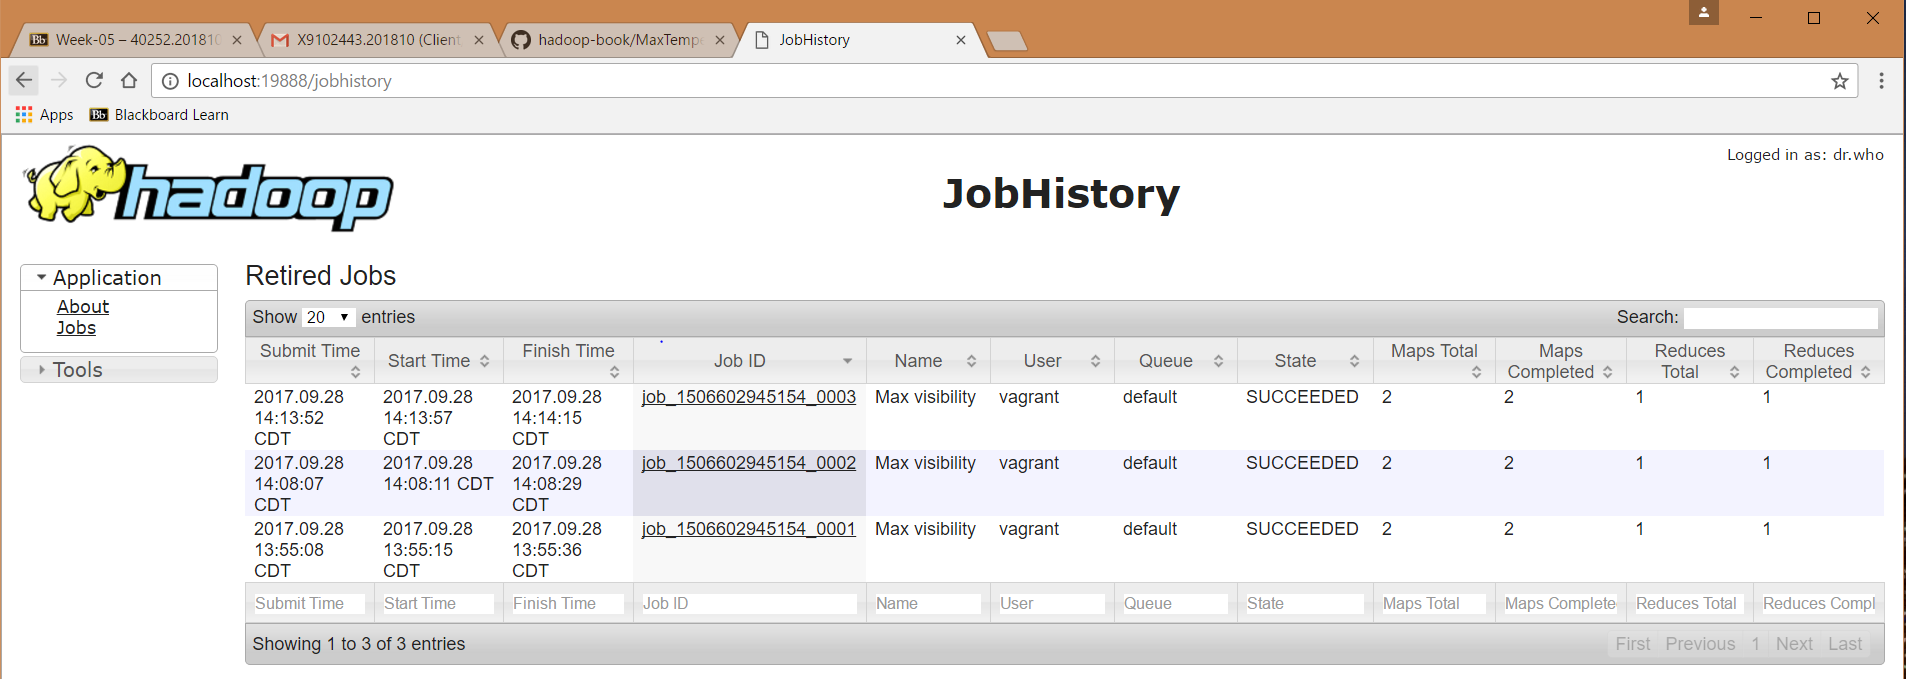 Week-05 – 40252.201810
X9102443.201810 (Client
hadoop-book/MaxTempe
JobHistory
localhost:19888/jobhistory
Apps
Bb Blackboard Learn
hadoop
Logged in as: dr.who
JobHistory
Application
About
Jobs
Tools
Retired Jobs
Show 20 entries
Search:
Submit Time Start Time Finish Time Job ID Name User Queue State Maps Total Maps Completed Reduces Total Reduces Completed
2017.09.28 2017.09.28 2017.09.28 job_1506602945154_0003 Max visibility vagrant default SUCCEEDED 2 2 1 1
14:13:52 14:13:57 14:14:15
CDT CDT CDT
2017.09.28 2017.09.28 2017.09.28 job_1506602945154_0002 Max visibility vagrant default SUCCEEDED 2 2 1 1
14:08:07 14:08:11 CDT 14:08:29
CDT CDT
2017.09.28 2017.09.28 2017.09.28 job_1506602945154_0001 Max visibility vagrant default SUCCEEDED 2 2 1 1
13:55:08 13:55:15 13:55:36
CDT CDT CDT
Submit Time Start Time Finish Time Job ID Name User Queue State Maps Total Maps Complete Reduces Total Reduces Compl
Showing 1 to 3 of 3 entries
First Previous 1 Next Last